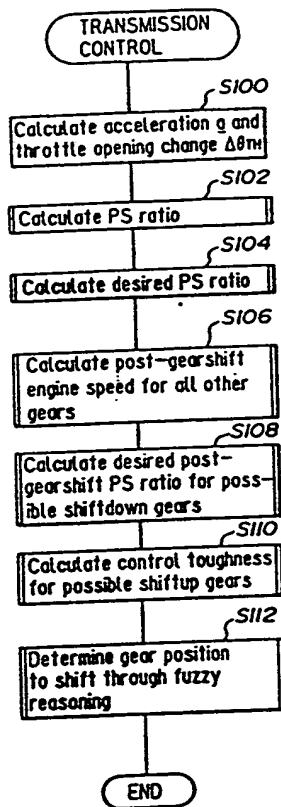 TRANSMISSION
CONTROL
S100
Calculate acceleration a and
throttle opening change ΔθTH
S102
Calculate PS ratio
S104
Calculate desired PS ratio
S106
Calculate post-gearshift
engine speed for all other
gears
S108
Calculate desired post-
gearshift PS ratio for poss-
ible shiftdown gears
S110
Calculate control toughness
for possible shiftup gears
S112
Determine gear position
to shift through fuzzy
reasoning
END